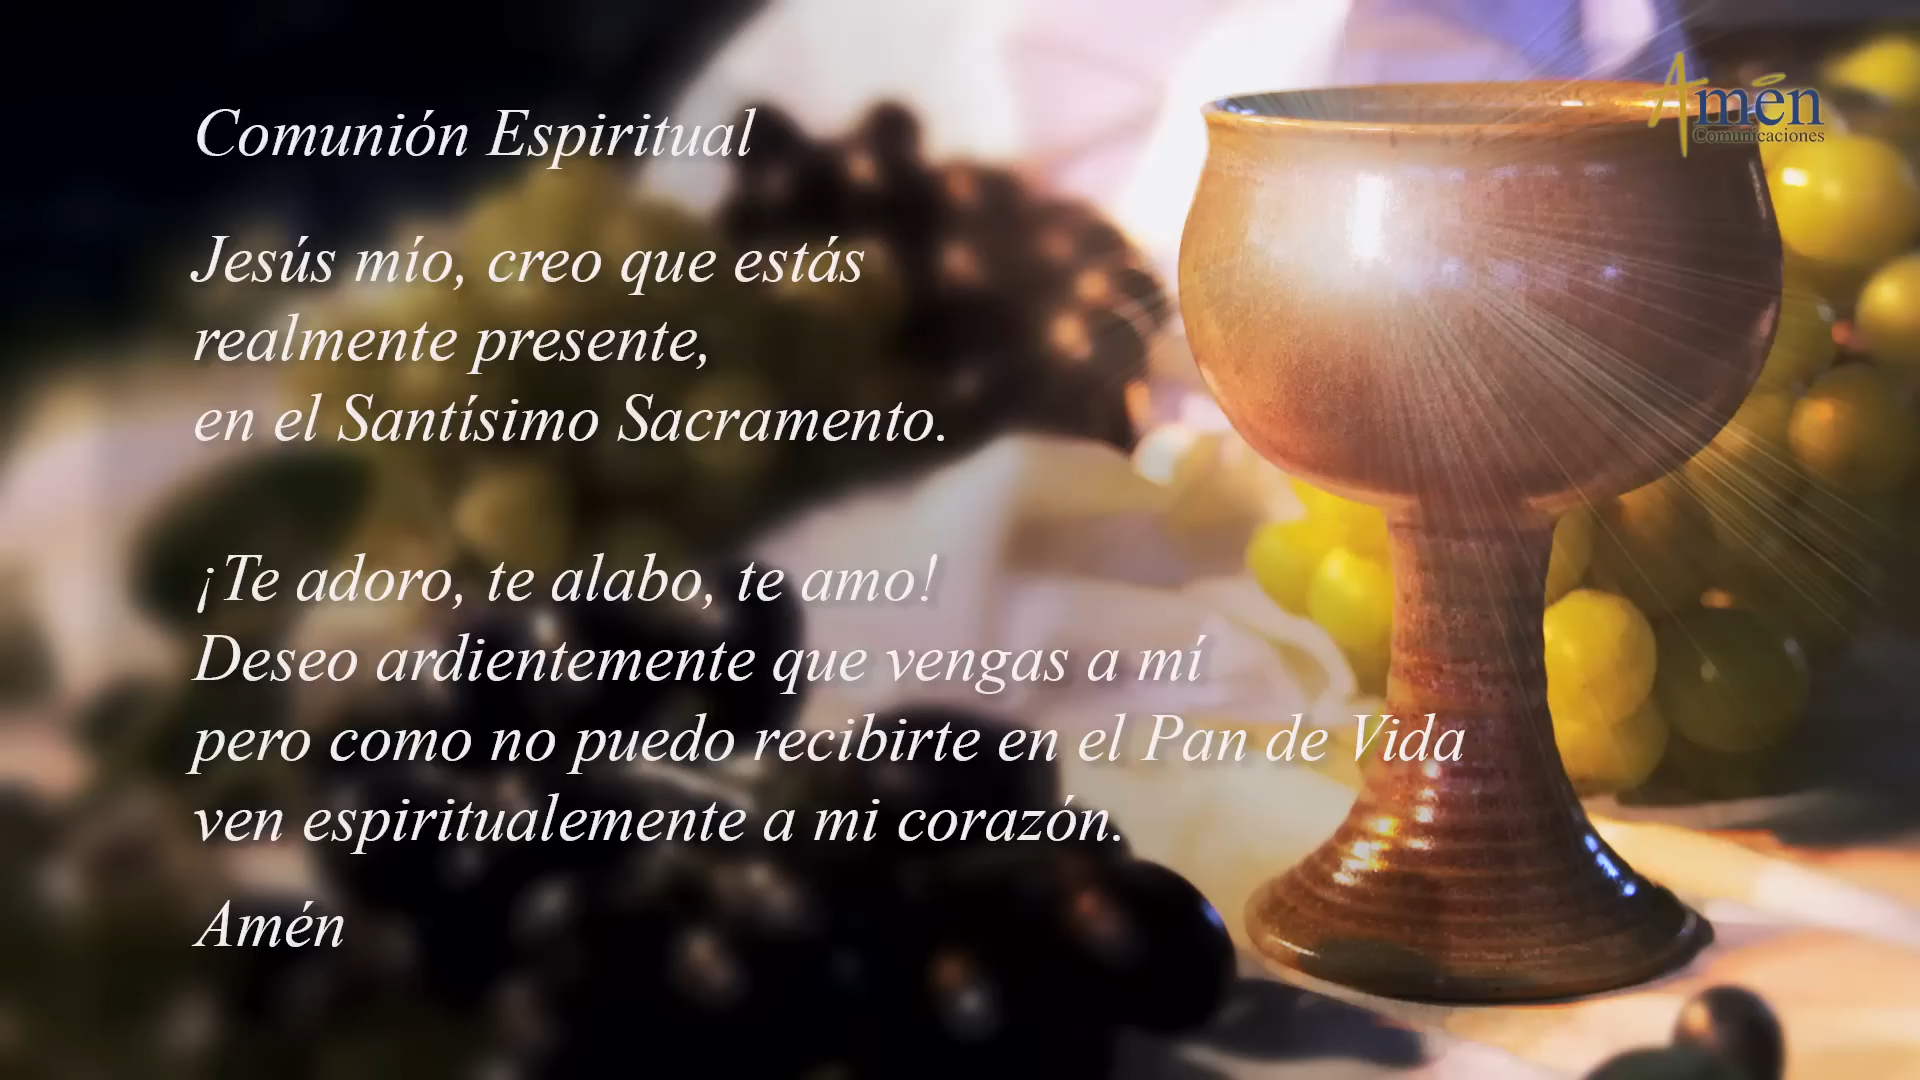 Comunión Espiritual
Jesús mío, creo que estás
realmente presente,
en el Santísimo Sacramento.
¡Te adoro, te alabo, te amo!
Deseo ardientemente que vengas a mí
pero como no puedo recibirte en el Pan de Vida
ven espiritualemente a mi corazón.
Amén
Amén
Comunicaciones